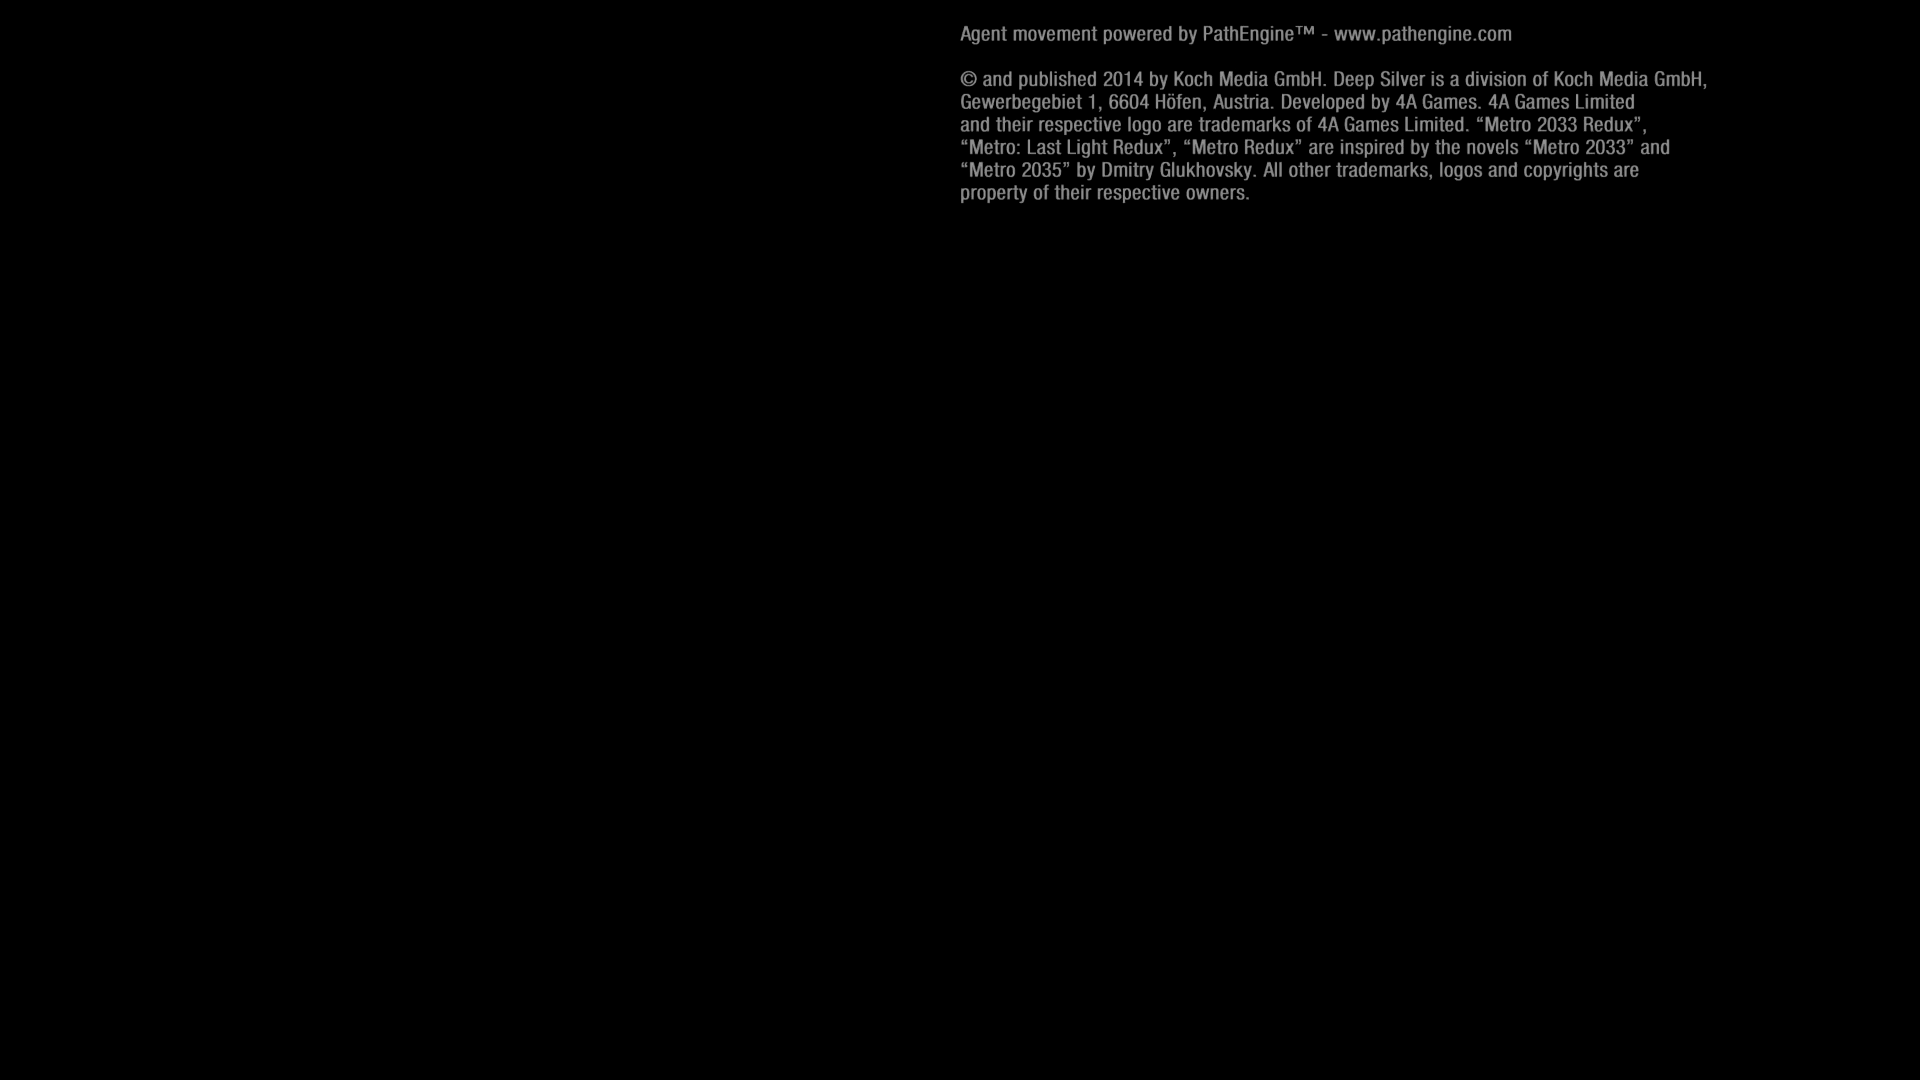 Agent movement powered by PathEngine™ - www.pathengine.com
© and published 2014 by Koch Media GmbH. Deep Silver is a division of Koch Media GmbH,
Gewerbegebiet 1, 6604 Höfen, Austria. Developed by 4A Games. 4A Games Limited
and their respective logo are trademarks of 4A Games Limited. “Metro 2033 Redux”,
“Metro: Last Light Redux”, “Metro Redux” are inspired by the novels “Metro 2033” and
“Metro 2035” by Dmitry Glukhovsky. All other trademarks, logos and copyrights are
property of their respective owners.